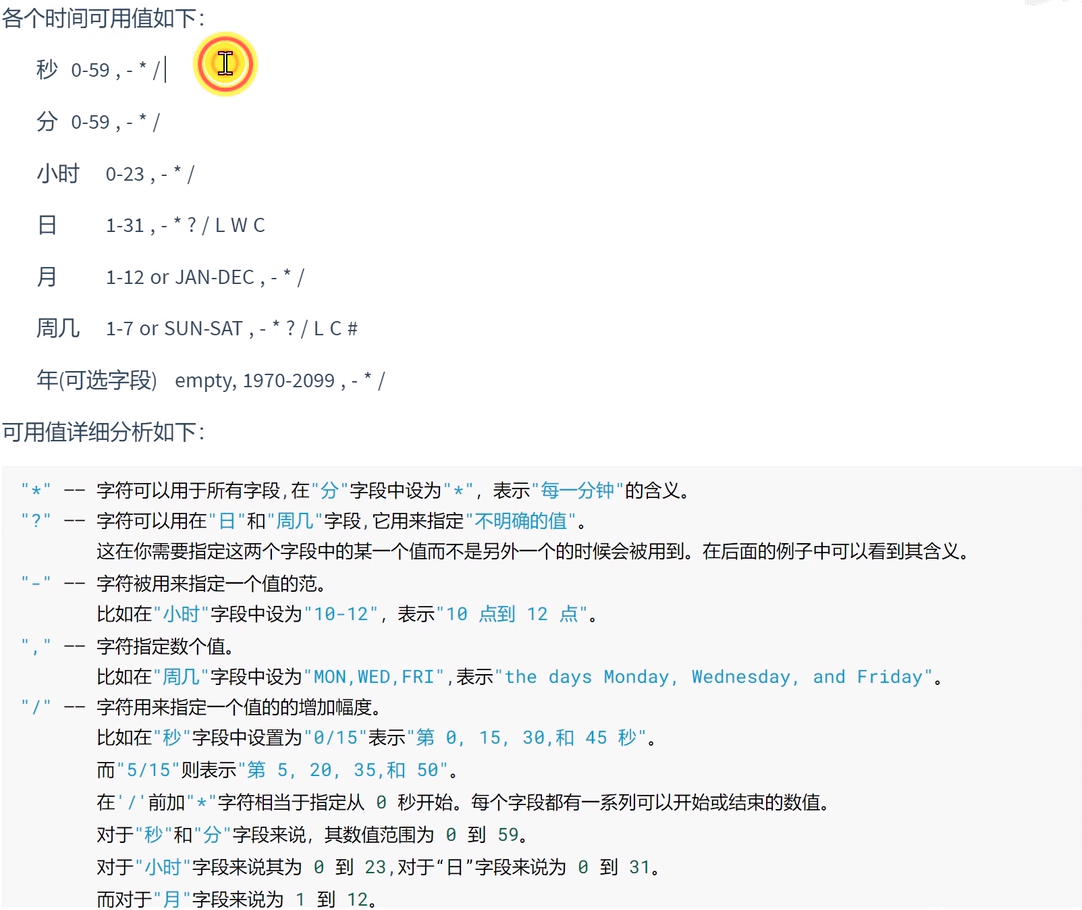 各个时间可用值如下：
秒 0-59 , - * /
分 0-59 , - * /
小时 0-23 , - * /
日 1-31 , - * ? / L W C
月 1-12 or JAN-DEC , - * /
周几 1-7 or SUN-SAT , - * ? / L C #
年(可选字段) empty, 1970-2099 , - * /
可用值详细分析如下：
"*" —— 字符可以用于所有字段,在"分"字段中设为"*"，表示"每一分钟"的含义。
"?" —— 字符可以用在"日"和"周几"字段,它用来指定"不明确的值"。
这在你需要指定这两个字段中的某一个值而不是另外一个的时候会被用到。在后面的例子中可以看到其含义。
"-" —— 字符被用来指定一个值的范。
比如在"小时"字段中设为"10-12"，表示"10 点到 12 点"。
"," —— 字符指定数个值。
比如在"周几"字段中设为"MON,WED,FRI",表示"the days Monday, Wednesday, and Friday"。
"/" —— 字符用来指定一个值的的增加幅度。
比如在"秒"字段中设置为"0/15"表示"第 0, 15, 30,和 45 秒"。
而"5/15"则表示"第 5, 20, 35,和 50"。
在'/'前加"*"字符相当于指定从 0 秒开始。每个字段都有一系列可以开始或结束的数值。
对于"秒"和"分"字段来说，其数值范围为 0 到 59。
对于"小时"字段来说其为 0 到 23,对于“日”字段来说为 0 到 31。
而对于"月"字段来说为 1 到 12。